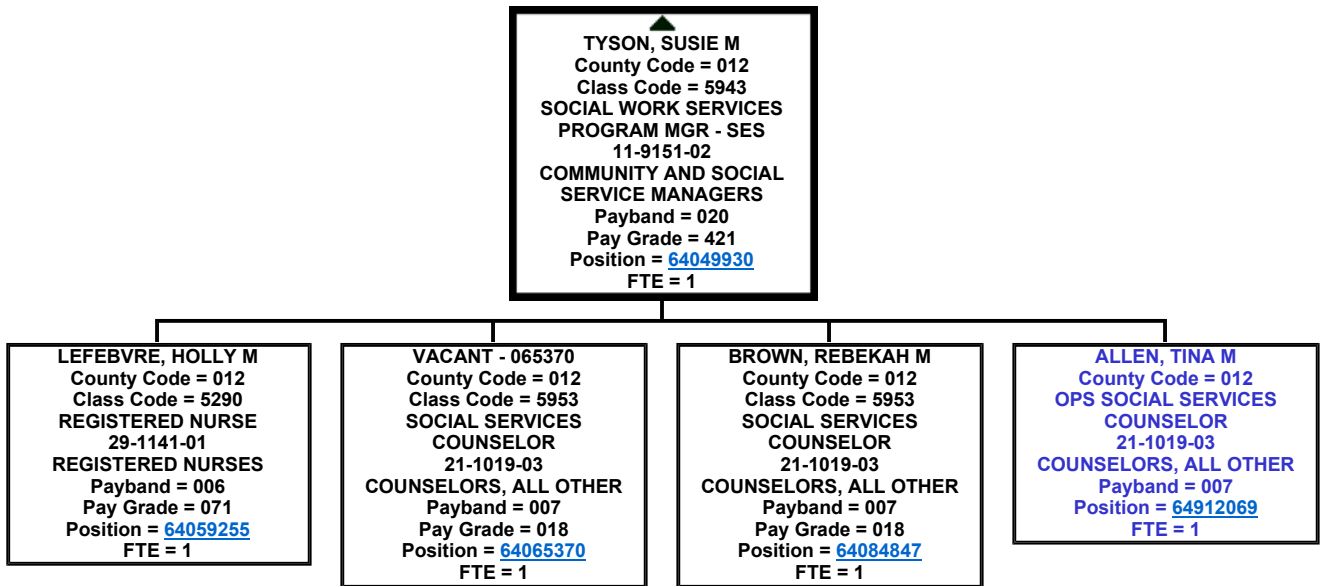 TYSON, SUSIE M
County Code = 012
Class Code = 5943
SOCIAL WORK SERVICES
PROGRAM MGR - SES
11-9151-02
COMMUNITY AND SOCIAL
SERVICE MANAGERS
Payband = 020
Pay Grade = 421
Position = 64049930
FTE = 1
LEFEBVRE, HOLLY M
County Code = 012
Class Code = 5290
REGISTERED NURSE
29-1141-01
REGISTERED NURSES
Payband = 006
Pay Grade = 071
Position = 64059255
FTE = 1
VACANT - 065370
County Code = 012
Class Code = 5953
SOCIAL SERVICES
COUNSELOR
21-1019-03
COUNSELORS, ALL OTHER
Payband = 007
Pay Grade = 018
Position = 64065370
FTE = 1
BROWN, REBEKAH M
County Code = 012
Class Code = 5953
SOCIAL SERVICES
COUNSELOR
21-1019-03
COUNSELORS, ALL OTHER
Payband = 007
Pay Grade = 018
Position = 64084847
FTE = 1
ALLEN, TINA M
County Code = 012
OPS SOCIAL SERVICES
COUNSELOR
21-1019-03
COUNSELORS, ALL OTHER
Payband = 007
Position = 64912069
FTE = 1